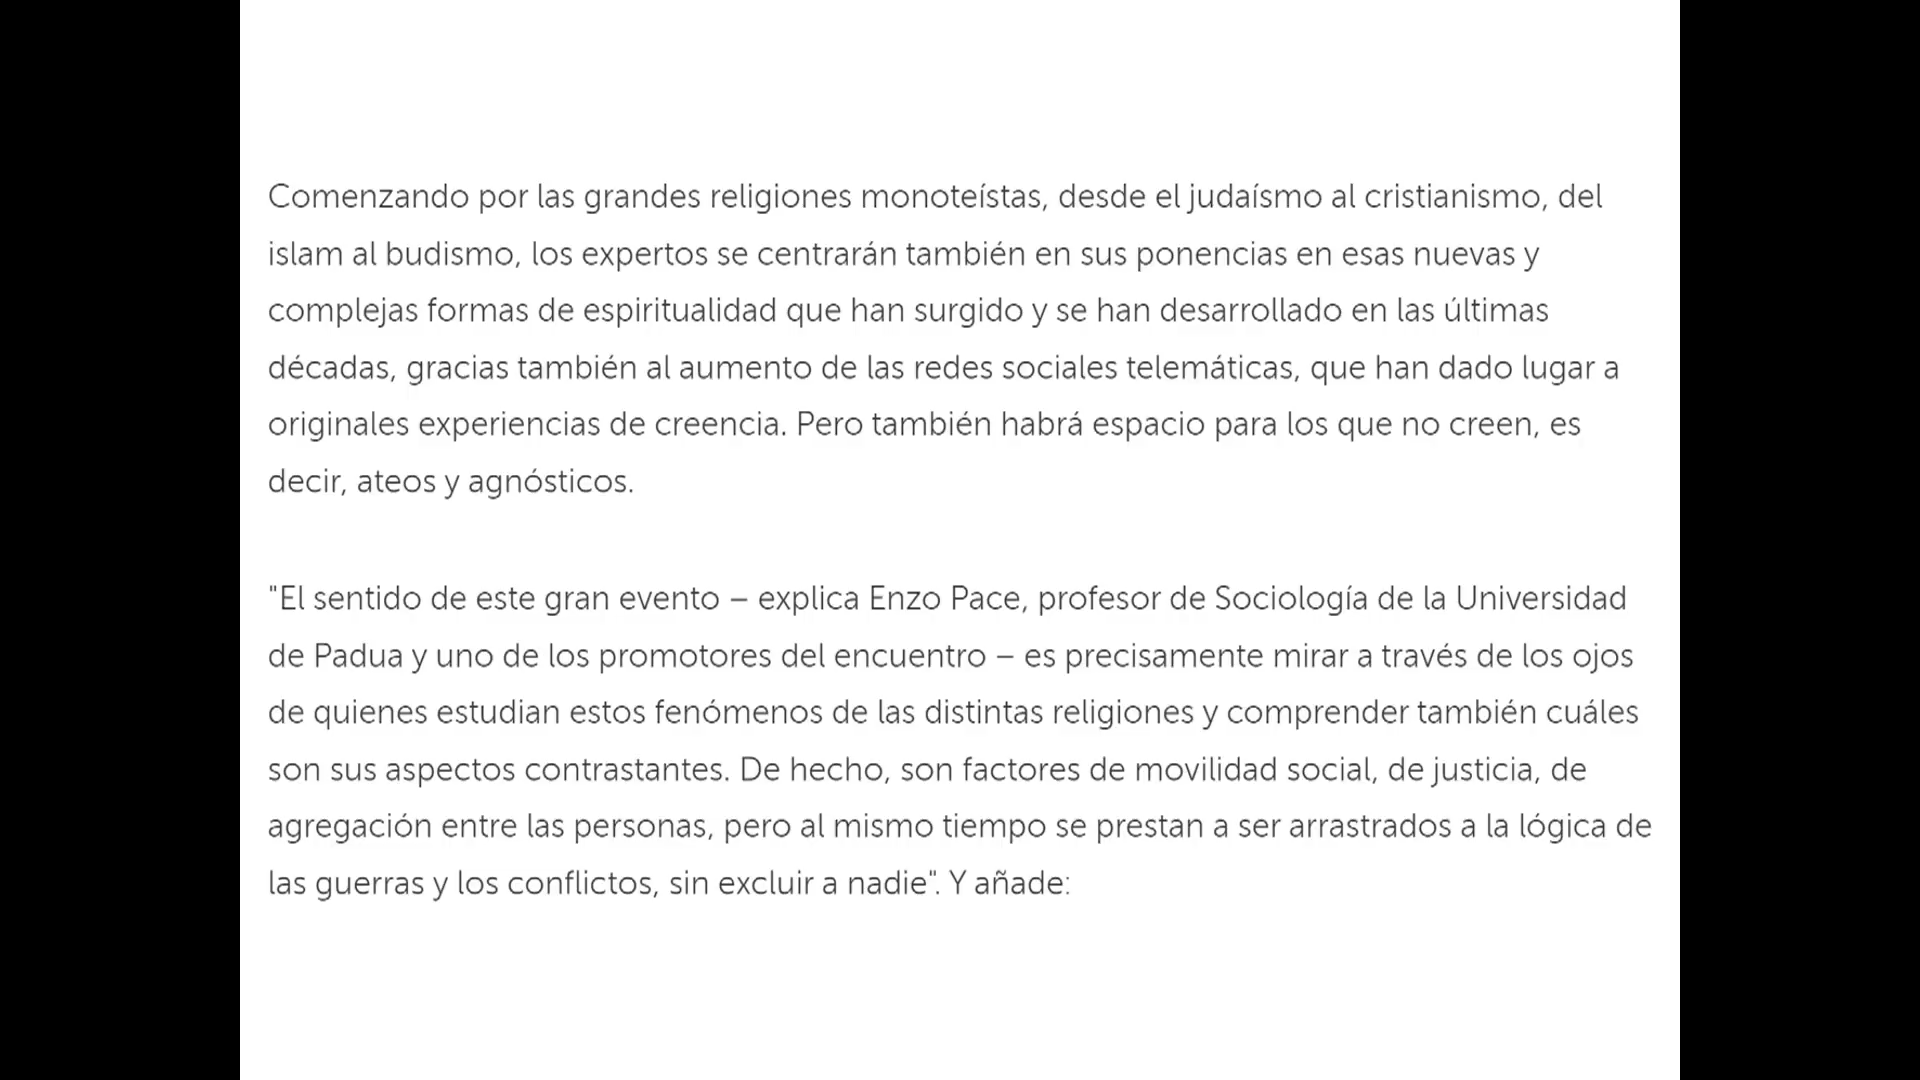 Comenzando por las grandes religiones monoteístas, desde el judaísmo al cristianismo, del
islam al budismo, los expertos se centrarán también en sus ponencias en esas nuevas y
complejas formas de espiritualidad que han surgido y se han desarrollado en las últimas
décadas, gracias también al aumento de las redes sociales telemáticas, que han dado lugar a
originales experiencias de creencia. Pero también habrá espacio para los que no creen, es
decir, ateos y agnósticos.
"El sentido de este gran evento – explica Enzo Pace, profesor de Sociología de la Universidad
de Padua y uno de los promotores del encuentro – es precisamente mirar a través de los ojos
de quienes estudian estos fenómenos de las distintas religiones y comprender también cuáles
son sus aspectos contrastantes. De hecho, son factores de movilidad social, de justicia, de
agregación entre las personas, pero al mismo tiempo se prestan a ser arrastrados a la lógica de
las guerras y los conflictos, sin excluir a nadie". Y añade: